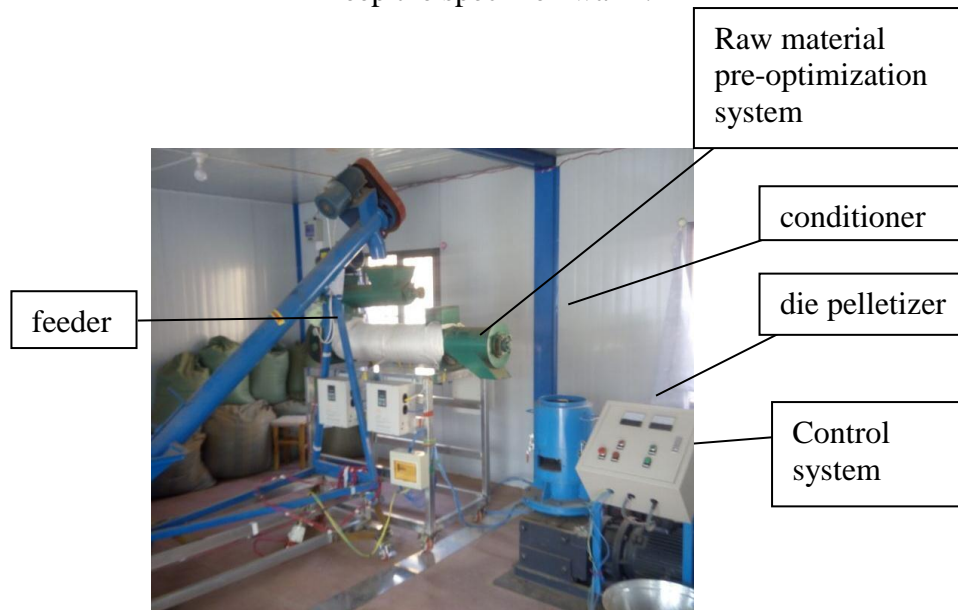 Raw material
pre-optimization
system
conditioner
die pelletizer
feeder
Control
system